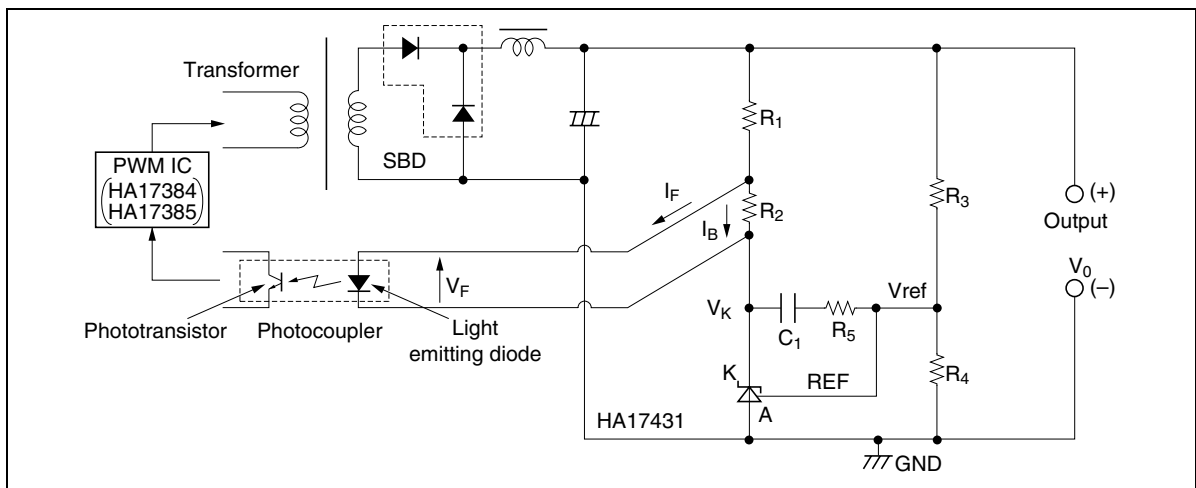 Transformer
SBD
PWM IC
(HA17384
HA17385)
R1
IF
R2
IB
R3
(+)
Output
V0
(–)
VF
Vref
VK
C1
R5
Phototransistor
Photocoupler
Light
emitting diode
K
REF
R4
A
HA17431
GND